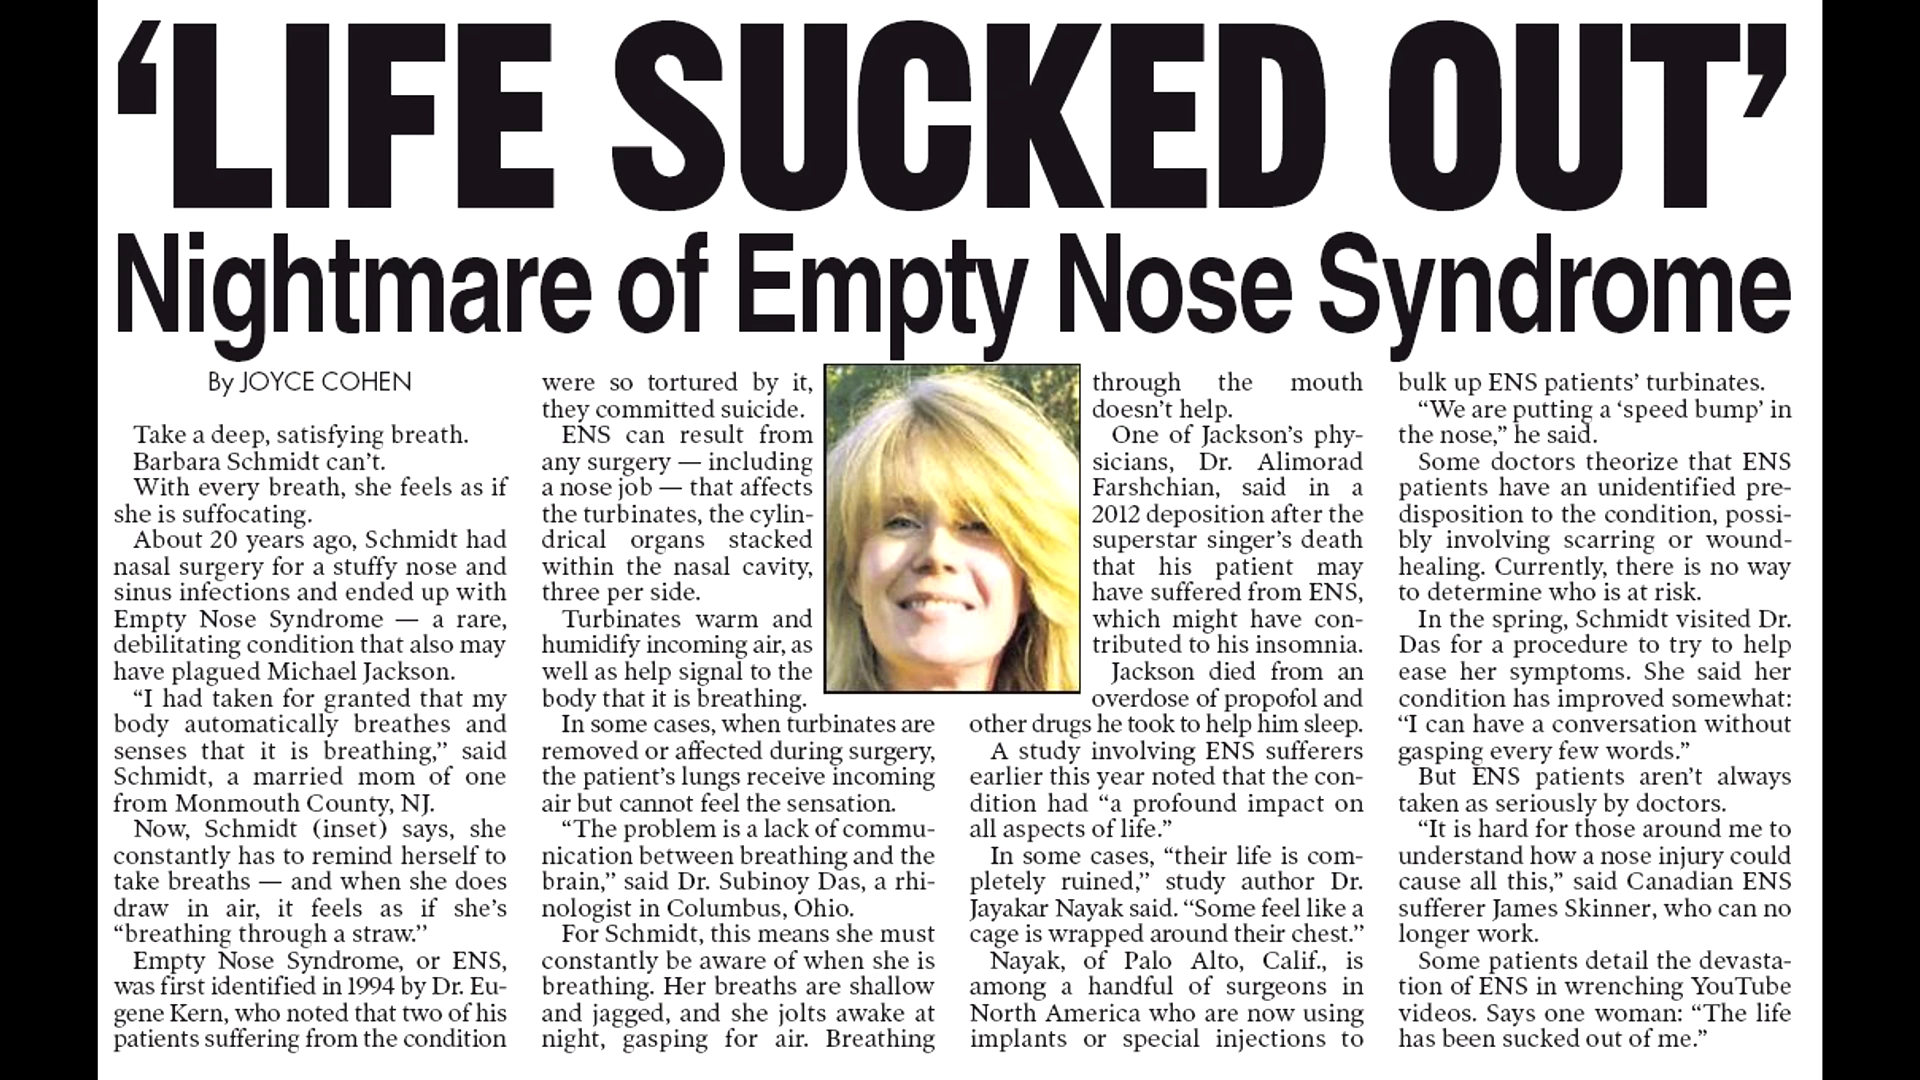 ‘LIFE SUCKED OUT’
Nightmare of Empty Nose Syndrome
By JOYCE COHEN
Take a deep, satisfying breath.
Barbara Schmidt can’t.
With every breath, she feels as if
she is suffocating.
About 20 years ago, Schmidt had
nasal surgery for a stuffy nose and
sinus infections and ended up with
Empty Nose Syndrome — a rare,
debilitating condition that also may
have plagued Michael Jackson.
“I had taken for granted that my
body automatically breathes and
senses that it is breathing,” said
Schmidt, a married mom of one
from Monmouth County, NJ.
Now, Schmidt (inset) says, she
constantly has to remind herself to
take breaths — and when she does
draw in air, it feels as if she’s
“breathing through a straw.”
Empty Nose Syndrome, or ENS,
was first identified in 1994 by Dr. Eu-
gene Kern, who noted that two of his
patients suffering from the condition
were so tortured by it,
they committed suicide.
ENS can result from
any surgery — including
a nose job — that affects
the turbinates, the cylin-
drical organs stacked
within the nasal cavity,
three per side.
Turbinates warm and
humidify incoming air, as
well as help signal to the
body that it is breathing.
In some cases, when turbinates are
removed or affected during surgery,
the patient’s lungs receive incoming
air but cannot feel the sensation.
“The problem is a lack of commu-
nication between breathing and the
brain,” said Dr. Subinoy Das, a rhi-
nologist in Columbus, Ohio.
For Schmidt, this means she must
constantly be aware of when she is
breathing. Her breaths are shallow
and jagged, and she jolts awake at
night, gasping for air. Breathing
through the mouth
doesn’t help.
One of Jackson’s phy-
sicians, Dr. Alimorad
Farshchian, said in a
2012 deposition after the
superstar singer’s death
that his patient may
have suffered from ENS,
which might have con-
tributed to his insomnia.
Jackson died from an
overdose of propofol and
other drugs he took to help him sleep.
A study involving ENS sufferers
earlier this year noted that the con-
dition had “a profound impact on
all aspects of life.”
In some cases, “their life is com-
pletely ruined,” study author Dr.
Jayakar Nayak said. “Some feel like a
cage is wrapped around their chest.”
Nayak, of Palo Alto, Calif., is
among a handful of surgeons in
North America who are now using
implants or special injections to
bulk up ENS patients’ turbinates.
“We are putting a ‘speed bump’ in
the nose,” he said.
Some doctors theorize that ENS
patients have an unidentified pre-
disposition to the condition, possi-
bly involving scarring or wound-
healing. Currently, there is no way
to determine who is at risk.
In the spring, Schmidt visited Dr.
Das for a procedure to try to help
ease her symptoms. She said her
condition has improved somewhat:
“I can have a conversation without
gasping every few words.”
But ENS patients aren’t always
taken as seriously by doctors.
“It is hard for those around me to
understand how a nose injury could
cause all this,” said Canadian ENS
sufferer James Skinner, who can no
longer work.
Some patients detail the devasta-
tion of ENS in wrenching YouTube
videos. Says one woman: “The life
has been sucked out of me.”